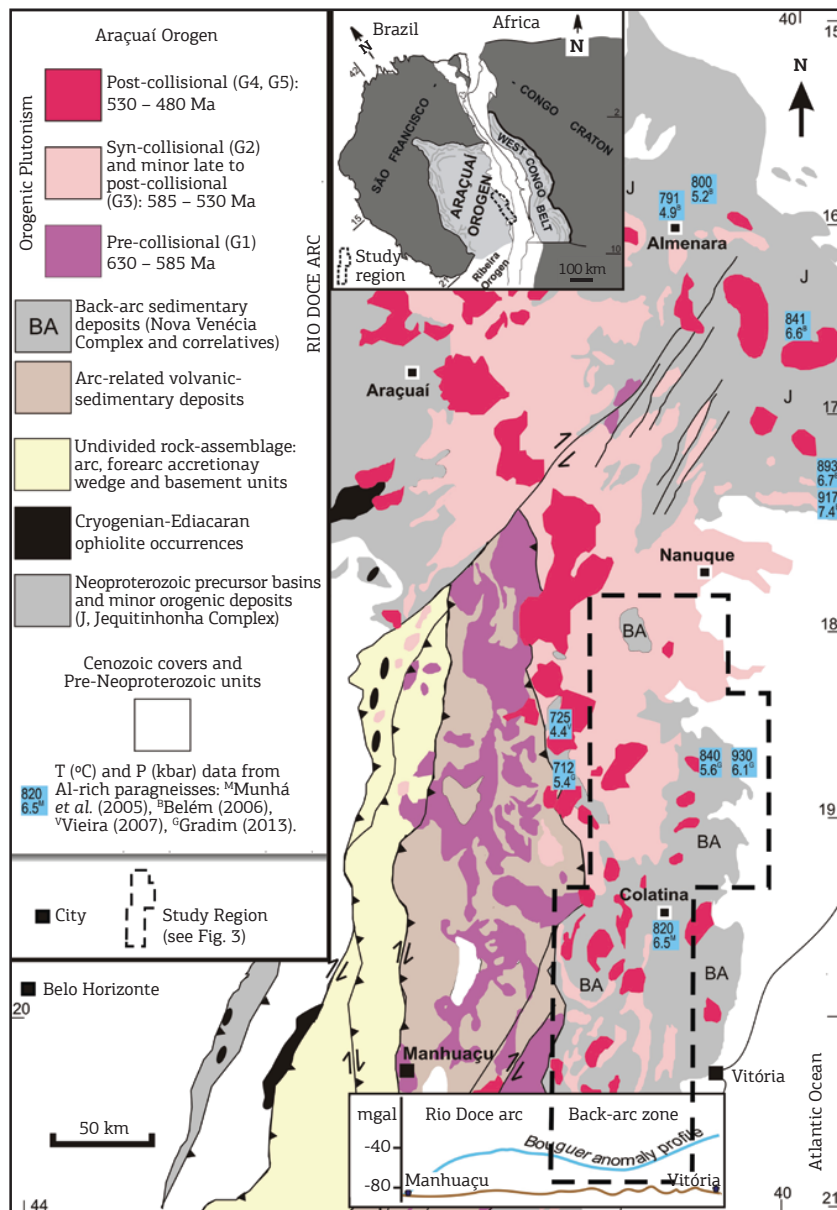 Araçuaí Orogen
Orogenic Plutonism
Post-collisional (G4, G5):
530 – 480 Ma
Syn-collisional (G2)
and minor late to
post-collisional
(G3): 585 – 530 Ma
Pre-collisional (G1)
630 – 585 Ma
RIO DOCE ARC
BA
Back-arc sedimentary
deposits (Nova Venécia
Complex and correlatives)
Arc-related volcanic-
sedimentary deposits
Undivided rock-assemblage:
arc, forearc accretionay
wedge and basement units
Cryogenian-Ediacaran
ophiolite occurrences
Neoproterozoic precursor basins
and minor orogenic deposits
(J, Jequitinhonha Complex)
Cenozoic covers and
Pre-Neoproterozoic units
820
6.5M
T (ºC) and P (kbar) data from
Al-rich paragneisses: MMunhá
et al. (2005), BBelém (2006),
VVieira (2007), GGradim (2013).
City
Study Region
(see Fig. 3)
Brazil
Africa
N
N
42
SÃO FRANCISCO
CONGO CRATON
2
WEST CONGO
BELT
ARAÇUAÍ
OROGEN
15
10
21
Ribeira
Orogen
Study
region
100 km
40
15
N
J
791
4.9B
800
5.2B
16
Almenara
J
841
6.6B
Araçuaí
J
17
893
6.7B
917
7.4
Nanuque
BA
18
725
4.4V
712
5.4G
840
5.6G
930
6.1G
19
BA
Colatina
820
6.5M
BA
BA
Belo Horizonte
20
Manhuaçu
Vitória
Atlantic Ocean
50 km
mgal
Rio Doce arc
Back-arc zone
-40
Bouguer anomaly profile
-80
Manhuaçu
Vitória
44
40
21